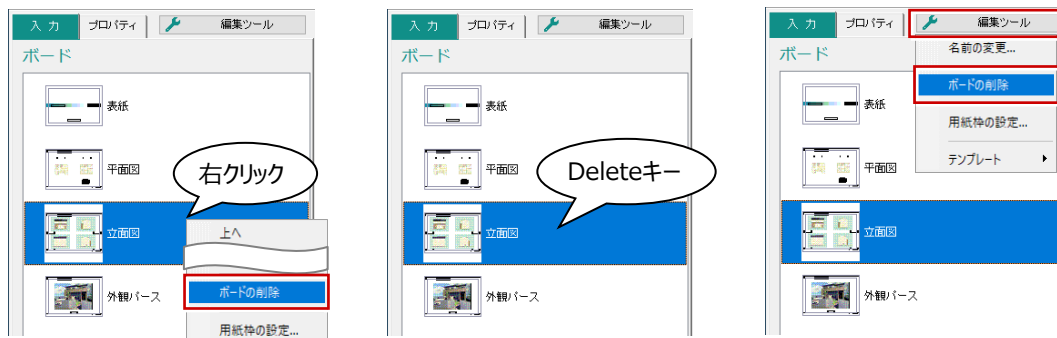 入力
プロパティ
編集ツール
ボード
表紙
平面図
右クリック
立面図
上へ
外観パース
ボードの削除
用紙枠の設定...
入力
プロパティ
編集ツール
ボード
表紙
平面図
Deleteキー
立面図
外観パース
入力
プロパティ
編集ツール
名前の変更...
ボード
ボードの削除
表紙
用紙枠の設定...
テンプレート
平面図
立面図
外観パース